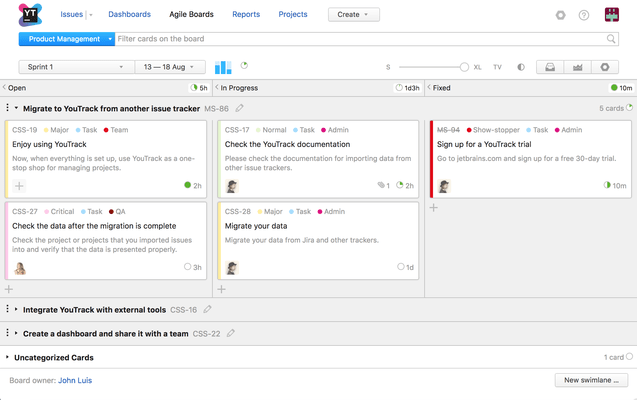 YT
Issues Dashboards Agile Boards Reports Projects Create
Product Management Filter cards on the board
Sprint 1 13 — 18 Aug S XL TV
Open 5h In Progress 1d3h Fixed 10m
Migrate to YouTrack from another issue tracker MS-86 5 cards
CSS-19 Major Task Team
Enjoy using YouTrack
Now, when everything is set up, use YouTrack as a one-
stop shop for managing projects.
2h
CSS-17 Normal Task Admin
Check the YouTrack documentation
Please check the documentation for importing data from
other issue trackers.
1 2h
MS-94 Show-stopper Task Admin
Sign up for a YouTrack trial
Go to jetbrains.com and sign up for a free 30-day trial.
10m
CSS-27 Critical Task QA
Check the data after the migration is complete
Check the project or projects that you imported issues
into and verify that the data is presented properly.
3h
CSS-28 Major Task Admin
Migrate your data
Migrate your data from Jira and other trackers.
1d
Integrate YouTrack with external tools CSS-16
Create a dashboard and share it with a team CSS-22
Uncategorized Cards 1 card
Board owner: John Luis New swimlane ...